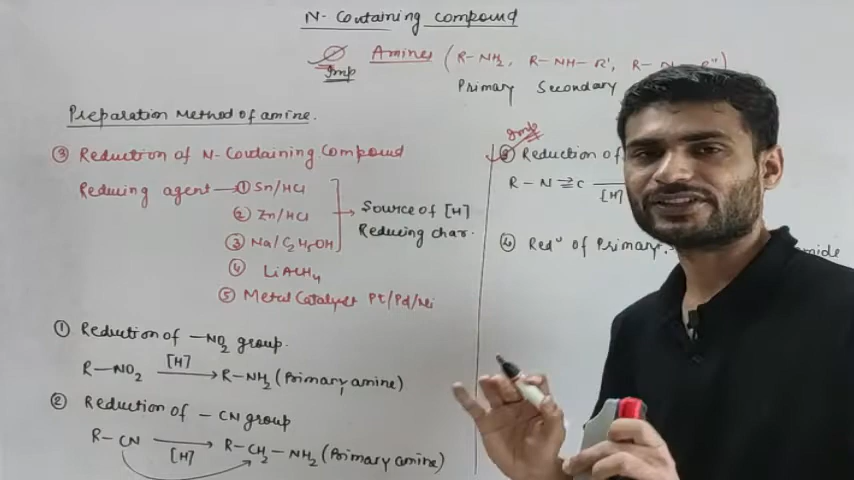 N- Containing compound
Imp Amines (R-NH2, R-NH-R', R-N R")
Primary Secondary
Preparation Method of amine.
③ Reduction of N-Containing Compound
Reducing agent → ① Sn/HCl
② Zn/HCl
③ Na/C2H5OH
④ LiAlH4
⑤ Metal Catalyst Pt/Pd/Ni
→ Source of [H]
Reducing char.
① Reduction of -NO2 group.
R-NO2 [H] → R-NH2 (Primary amine)
② Reduction of -CN group
R-CN → [H] R-CH2-NH2 (Primary amine)
Imp
③ Reduction of
R-N⇉C [H]
④ Redⁿ of Primary, amide